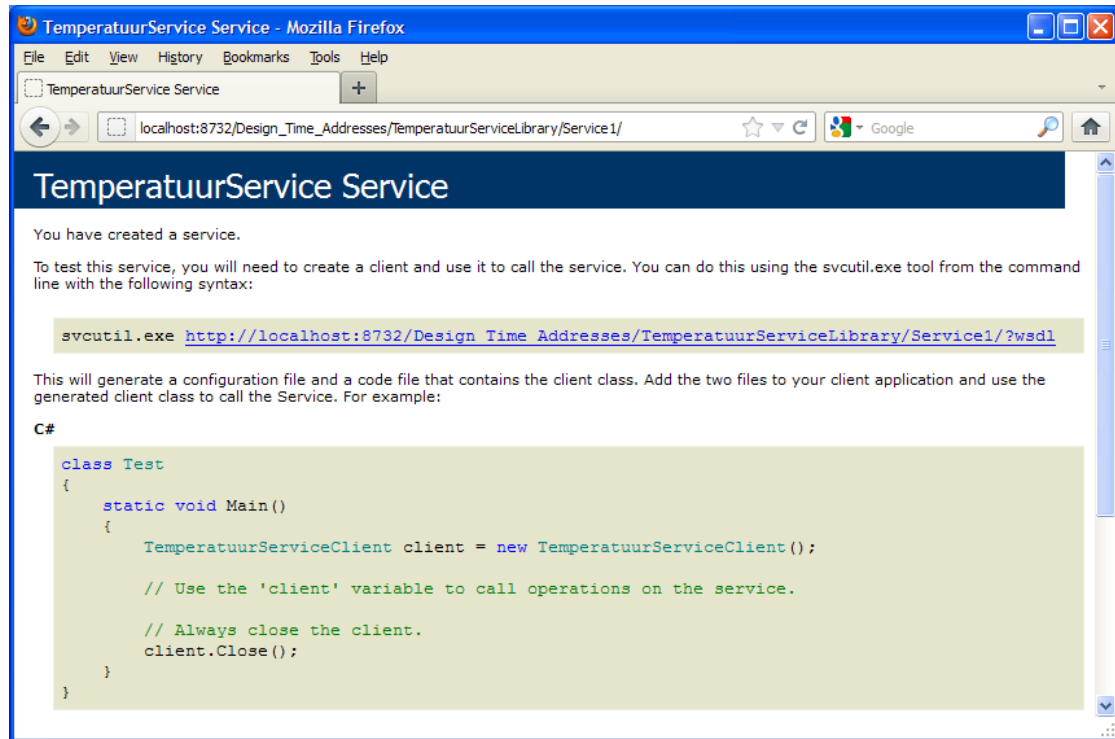 TemperatuurService Service - Mozilla Firefox
File Edit View History Bookmarks Tools Help
TemperatuurService Service
localhost:8732/Design_Time_Addresses/TemperatuurServiceLibrary/Service1/
Google
TemperatuurService Service
You have created a service.
To test this service, you will need to create a client and use it to call the service. You can do this using the svcutil.exe tool from the command
line with the following syntax:
svcutil.exe http://localhost:8732/Design_Time_Addresses/TemperatuurServiceLibrary/Service1/?wsdl
This will generate a configuration file and a code file that contains the client class. Add the two files to your client application and use the
generated client class to call the Service. For example:
C#
class Test
{
    static void Main()
    {
        TemperatuurServiceClient client = new TemperatuurServiceClient();
        // Use the 'client' variable to call operations on the service.
        // Always close the client.
        client.Close();
    }
}